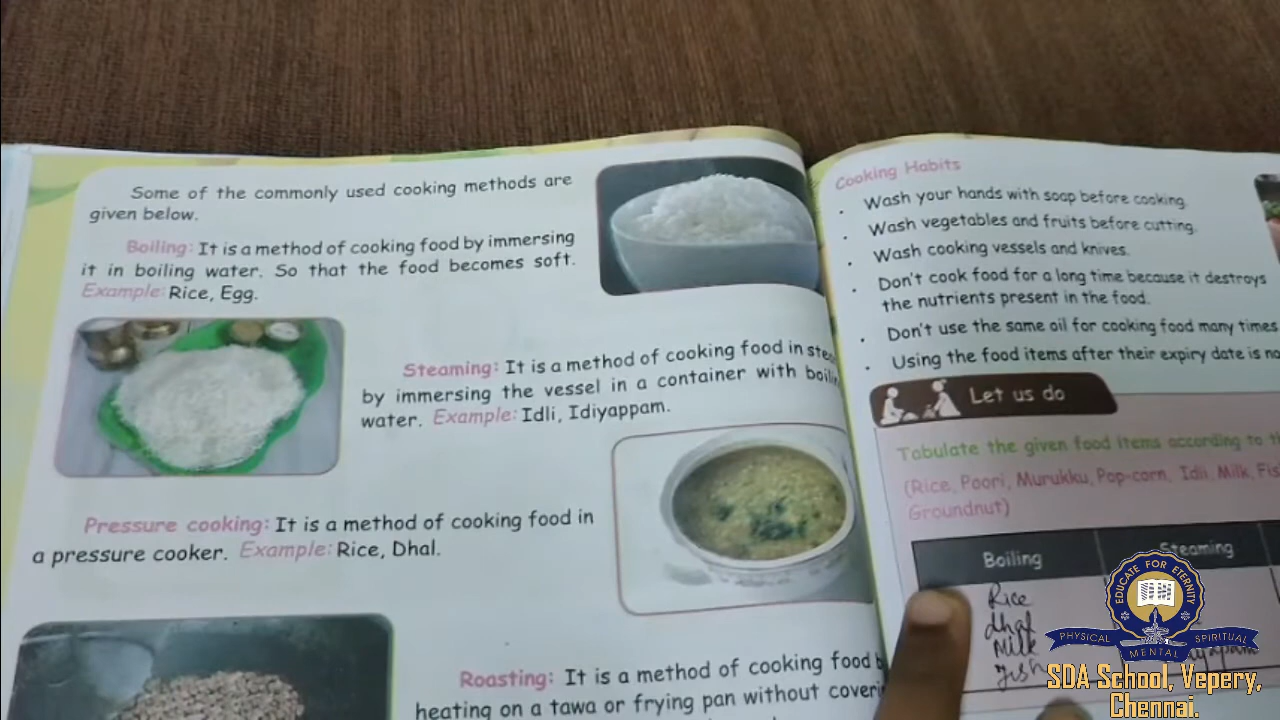 Some of the commonly used cooking methods are
given below.
Boiling: It is a method of cooking food by immersing
it in boiling water. So that the food becomes soft.
Example: Rice, Egg.
Steaming: It is a method of cooking food in
by immersing the vessel in a container with
water. Example: Idli, Idiyappam.
Pressure cooking: It is a method of cooking food in
a pressure cooker. Example: Rice, Dhal.
Roasting: It is a method of cooking food
heating on a tawa or frying pan without
Cooking Habits
• Wash your hands with soap before cooking.
• Wash vegetables and fruits before cutting.
• Wash cooking vessels and knives.
• Don't cook food for a long time because it destroys
the nutrients present in the food.
• Don't use the same oil for cooking food many times
• Using the food items after their expiry date is
Let us do
Tabulate the given food items according to
(Rice, Poori, Murukku, Pop-corn, Idli, Milk,
Groundnut)
Boiling Steaming
Rice
dhal
Milk
fish
EDUCATE FOR ETERNITY
PHYSICAL MENTAL SPIRITUAL
SDA School, Vepery,
Chennai.